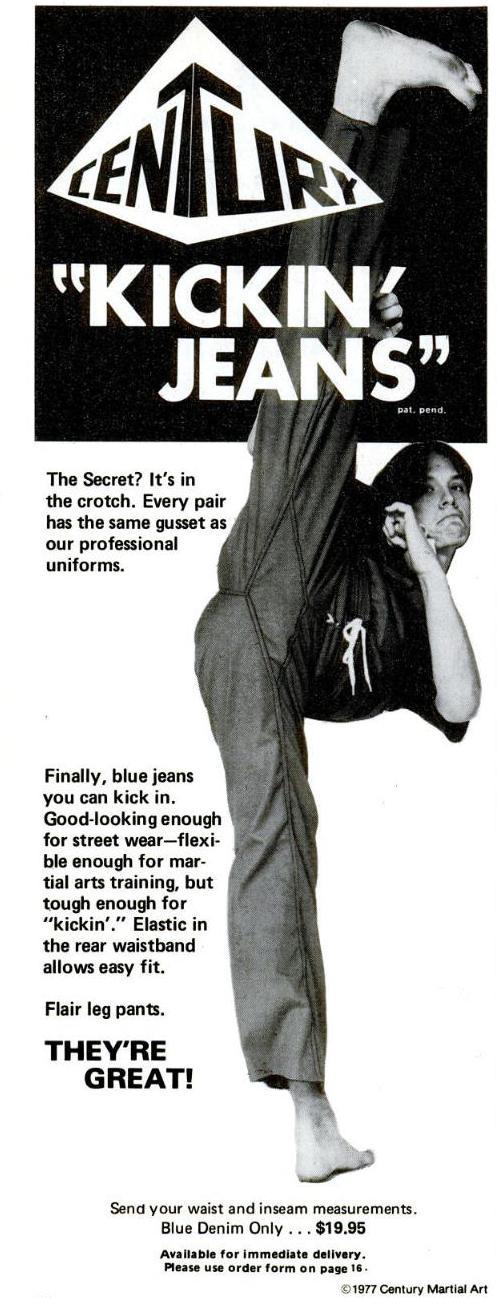 CENTURY
“KICKIN’
JEANS”
pat. pend.
The Secret? It’s in
the crotch. Every pair
has the same gusset as
our professional
uniforms.
Finally, blue jeans
you can kick in.
Good-looking enough
for street wear—flexi-
ble enough for mar-
tial arts training, but
tough enough for
“kickin’.” Elastic in
the rear waistband
allows easy fit.
Flair leg pants.
THEY’RE
GREAT!
Send your waist and inseam measurements.
Blue Denim Only . . . $19.95
Available for immediate delivery.
Please use order form on page 16.
©1977 Century Martial Art